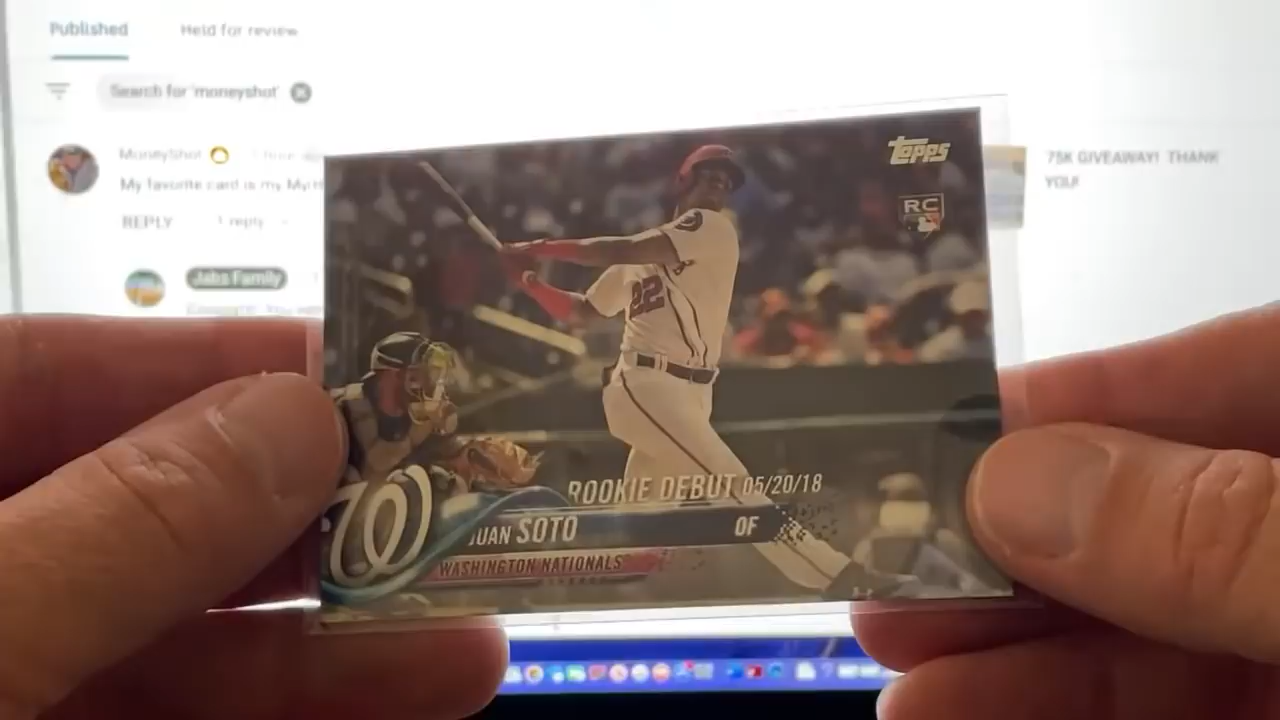 Published
Held for review
Search for 'moneyshot'
MoneyShot
My favorite card is my
REPLY
1 reply
Jabs Family
75K GIVEAWAY! THANK
YOU!
Topps
RC
22
ROOKIE DEBUT 05/20/18
JUAN SOTO OF
WASHINGTON NATIONALS
W